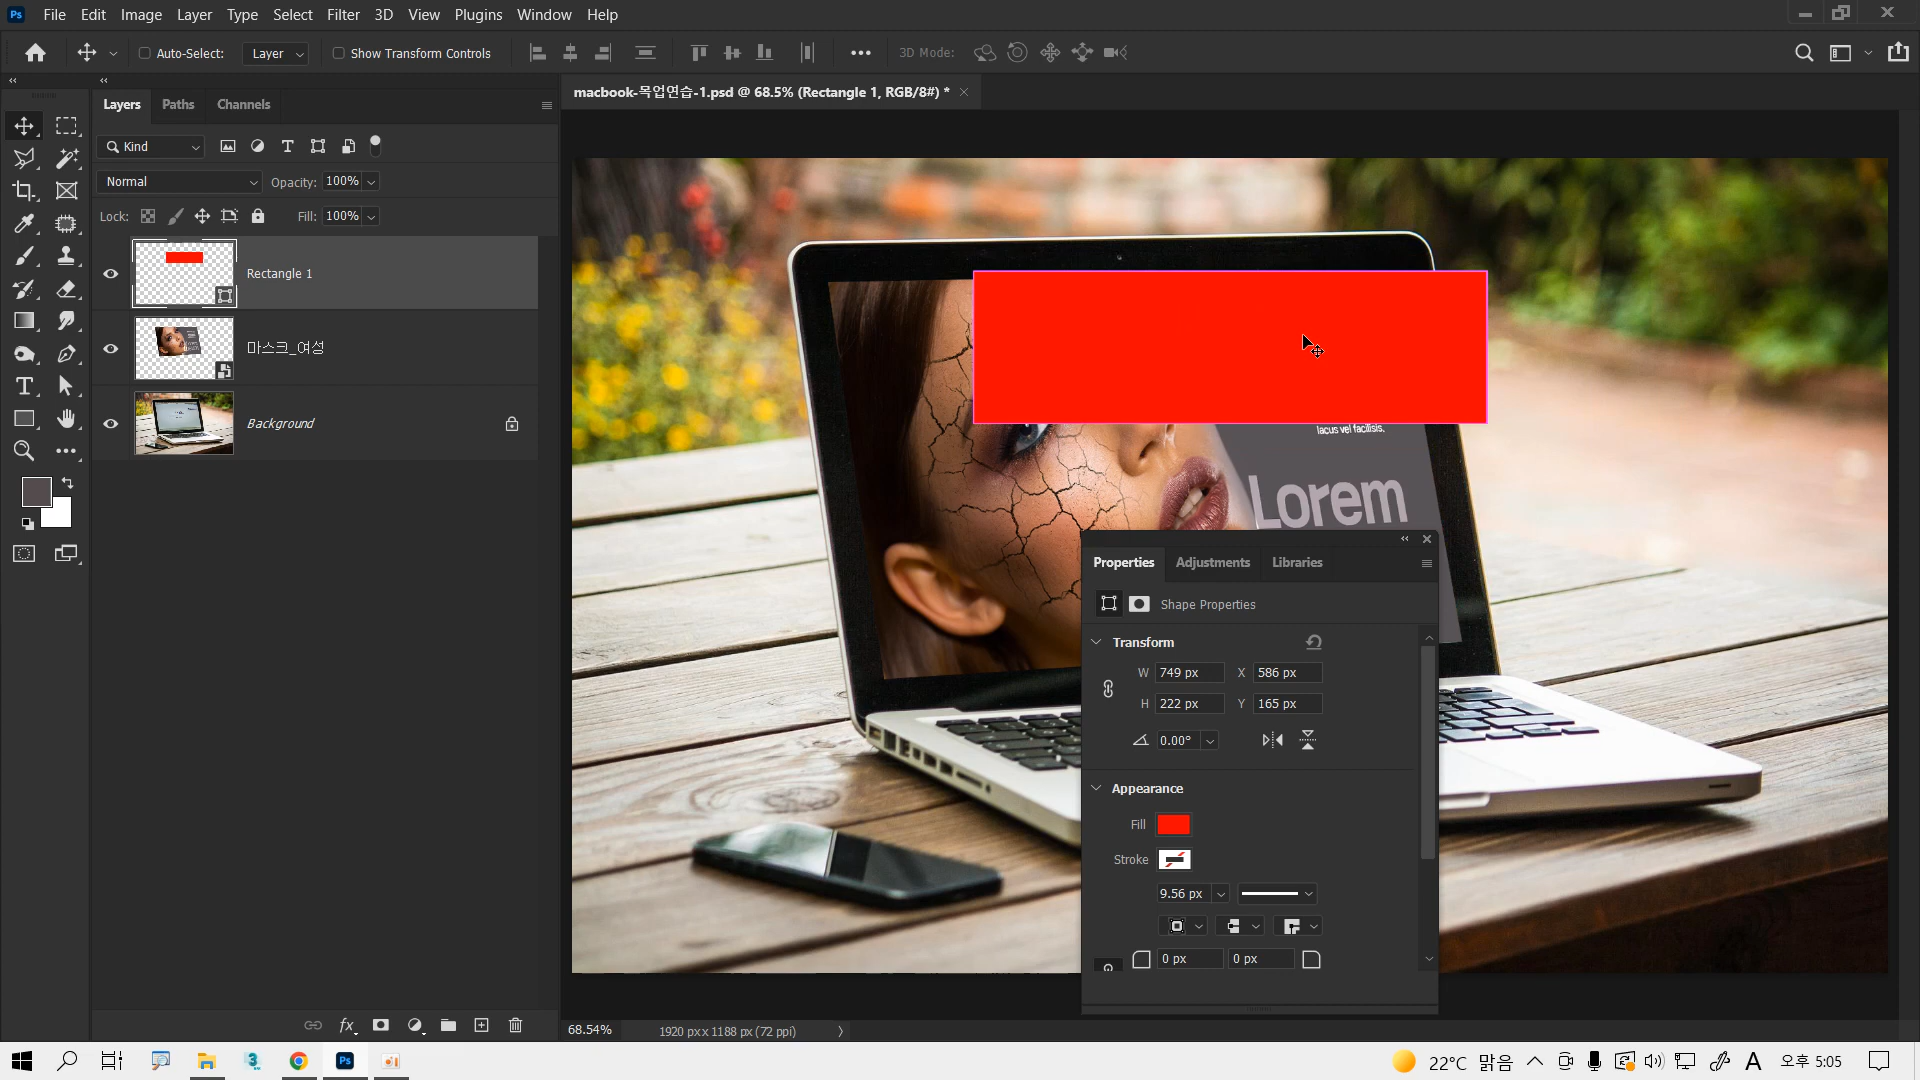 Ps File Edit Image Layer Type Select Filter 3D View Plugins Window Help
Auto-Select: Layer Show Transform Controls 3D Mode:
Layers Paths Channels
macbook-목업연습-1.psd @ 68.5% (Rectangle 1, RGB/8#) *
Kind
Normal Opacity: 100%
Lock: Fill: 100%
Rectangle 1
마스크_여성
Background
lacus vel facilisis.
Lorem
Properties Adjustments Libraries
Shape Properties
Transform
W 749 px X 586 px
H 222 px Y 165 px
0.00°
Appearance
Fill
Stroke
9.56 px
0 px 0 px
fx
68.54% 1920 px x 1188 px (72 ppi)
3 Ps 22°C 맑음 A 오후 5:05